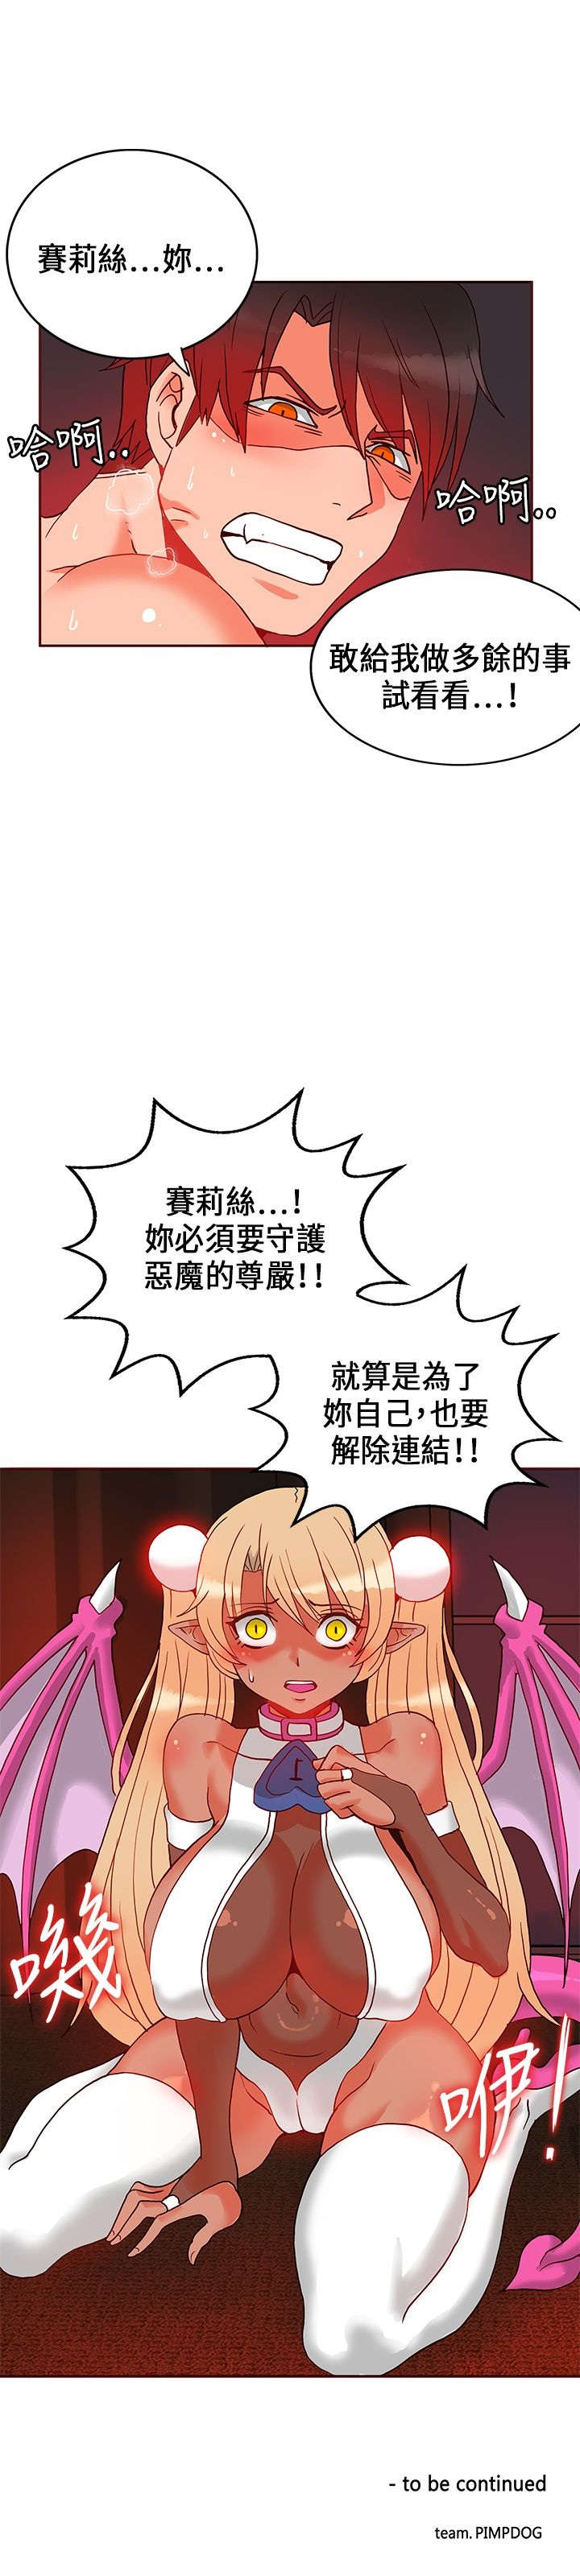 賽莉絲...妳...
哈啊..
哈啊..
敢給我做多餘的事
試看看...！
賽莉絲...！
妳必須要守護
惡魔的尊嚴！！
就算是為了
妳自己，也要
解除連結！！
嘰
咿！
- to be continued
team. PIMPDOG